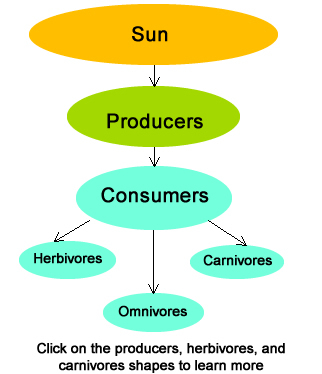 Sun
Producers
Consumers
Herbivores
Carnivores
Omnivores
Click on the producers, herbivores, and
carnivores shapes to learn more